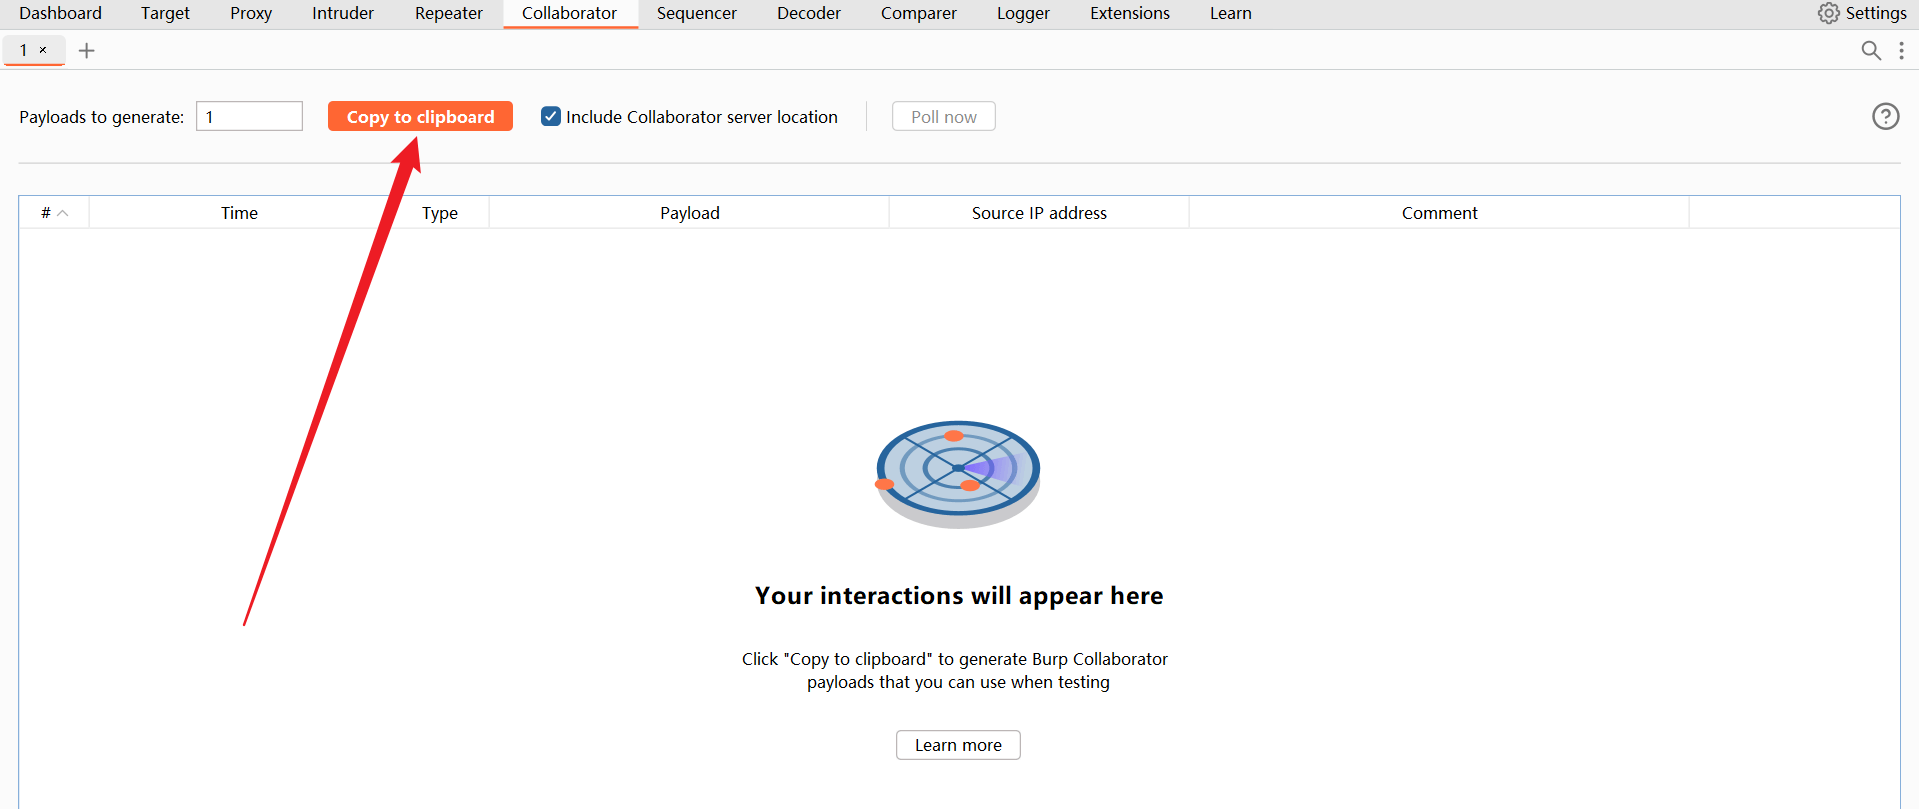 Dashboard Target Proxy Intruder Repeater Collaborator Sequencer Decoder Comparer Logger Extensions Learn Settings
1 × +
Payloads to generate: 1 Copy to clipboard Include Collaborator server location Poll now ?
# Time Type Payload Source IP address Comment
Your interactions will appear here
Click "Copy to clipboard" to generate Burp Collaborator
payloads that you can use when testing
Learn more